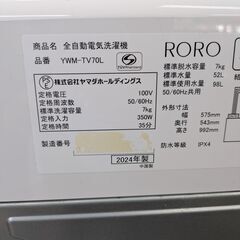 品名 全自動電気洗濯機
品番 YWM-TV70L
株式会社ヤマダホールディングス
定格電圧 100V
定格周波数 50/60Hz
標準洗濯容量 7kg
定格入力 350W
定格時間 35分
製造番号
2024年製
中国製
RORO
標準脱水容量 7kg
標準水量 52L
標準使用水量 98L
50/60Hz共用
外形寸法
幅 575mm
奥行 543mm
高さ 992mm
防水等級 IPX4